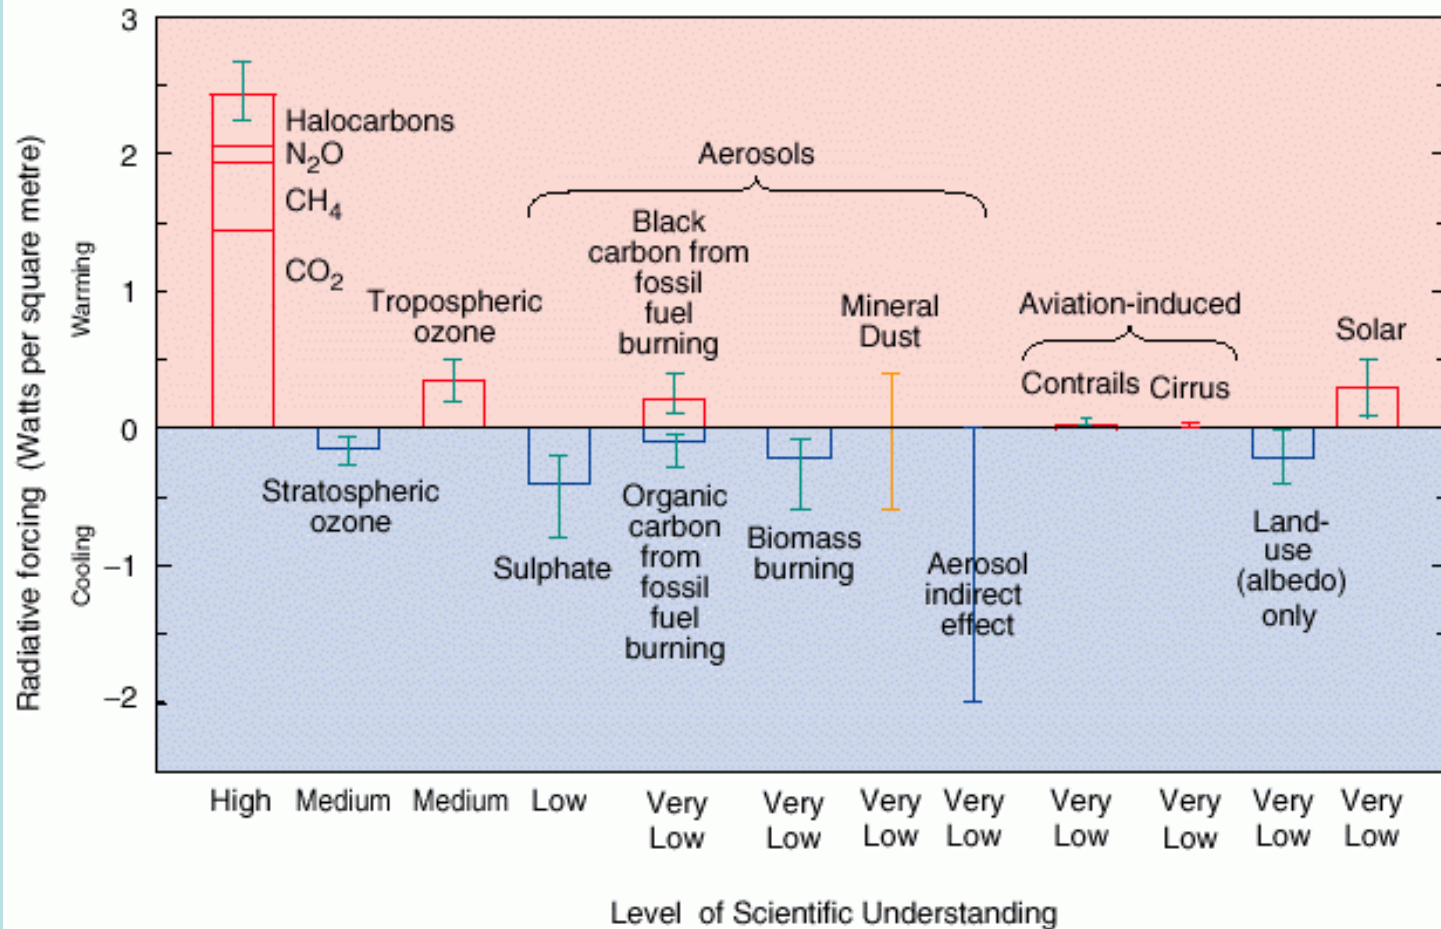 3
2
1
0
−1
−2
Radiative forcing (Watts per square metre)
Warming
Cooling
Halocarbons
N₂O
CH₄
CO₂
Stratospheric
ozone
Tropospheric
ozone
Aerosols
Sulphate
Black
carbon from
fossil
fuel
burning
Organic
carbon
from
fossil
fuel
burning
Biomass
burning
Mineral
Dust
Aerosol
indirect
effect
Aviation-induced
Contrails
Cirrus
Land-
use
(albedo)
only
Solar
High
Medium
Medium
Low
Very
Low
Very
Low
Very
Low
Very
Low
Very
Low
Very
Low
Very
Low
Very
Low
Level of Scientific Understanding